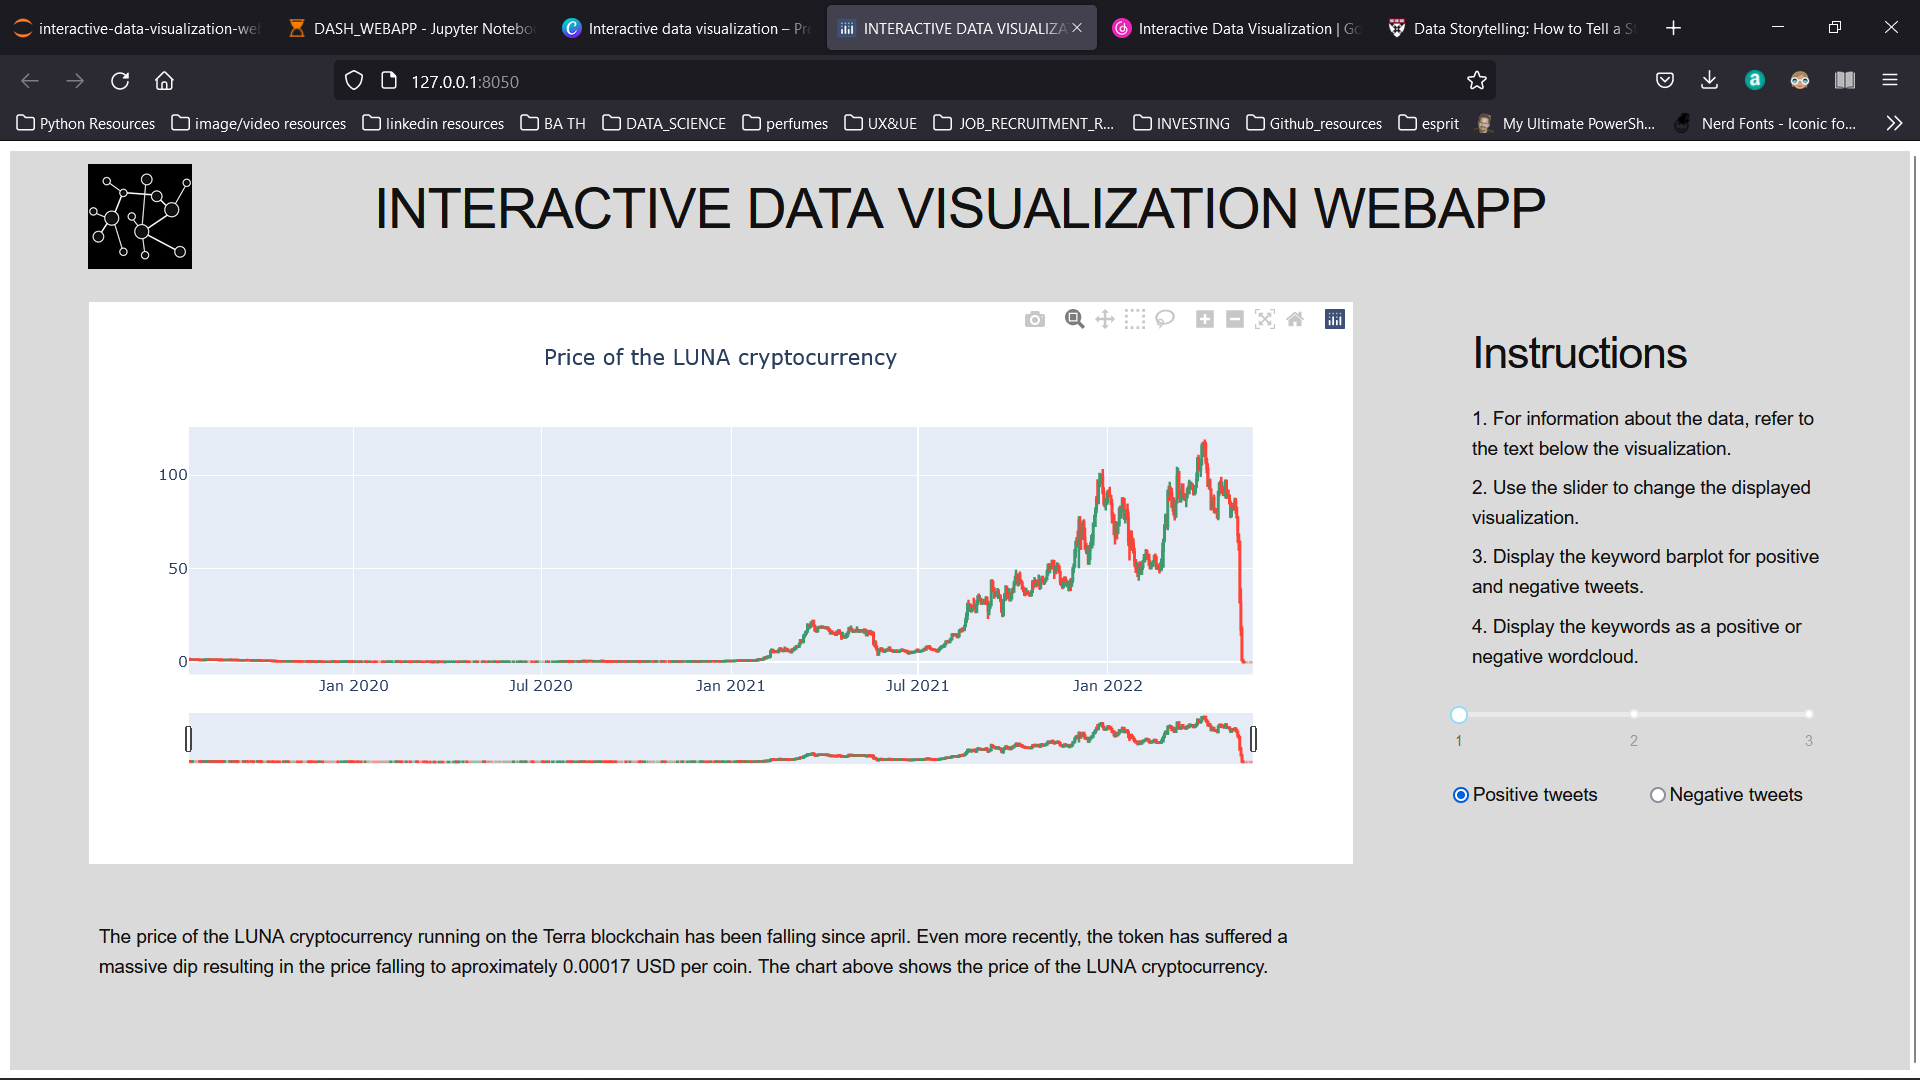 interactive-data-visualization-we
DASH_WEBAPP - Jupyter Notebo
Interactive data visualization – Pr
INTERACTIVE DATA VISUALIZA
Interactive Data Visualization | Go
Data Storytelling: How to Tell a S
127.0.0.1:8050
Python Resources
image/video resources
linkedin resources
BA TH
DATA_SCIENCE
perfumes
UX&UE
JOB_RECRUITMENT_R...
INVESTING
Github_resources
esprit
My Ultimate PowerSh...
Nerd Fonts - Iconic fo...
INTERACTIVE DATA VISUALIZATION WEBAPP
Price of the LUNA cryptocurrency
100
50
0
Jan 2020
Jul 2020
Jan 2021
Jul 2021
Jan 2022
Instructions
1. For information about the data, refer to
the text below the visualization.
2. Use the slider to change the displayed
visualization.
3. Display the keyword barplot for positive
and negative tweets.
4. Display the keywords as a positive or
negative wordcloud.
1
2
3
Positive tweets
Negative tweets
The price of the LUNA cryptocurrency running on the Terra blockchain has been falling since april. Even more recently, the token has suffered a
massive dip resulting in the price falling to aproximately 0.00017 USD per coin. The chart above shows the price of the LUNA cryptocurrency.